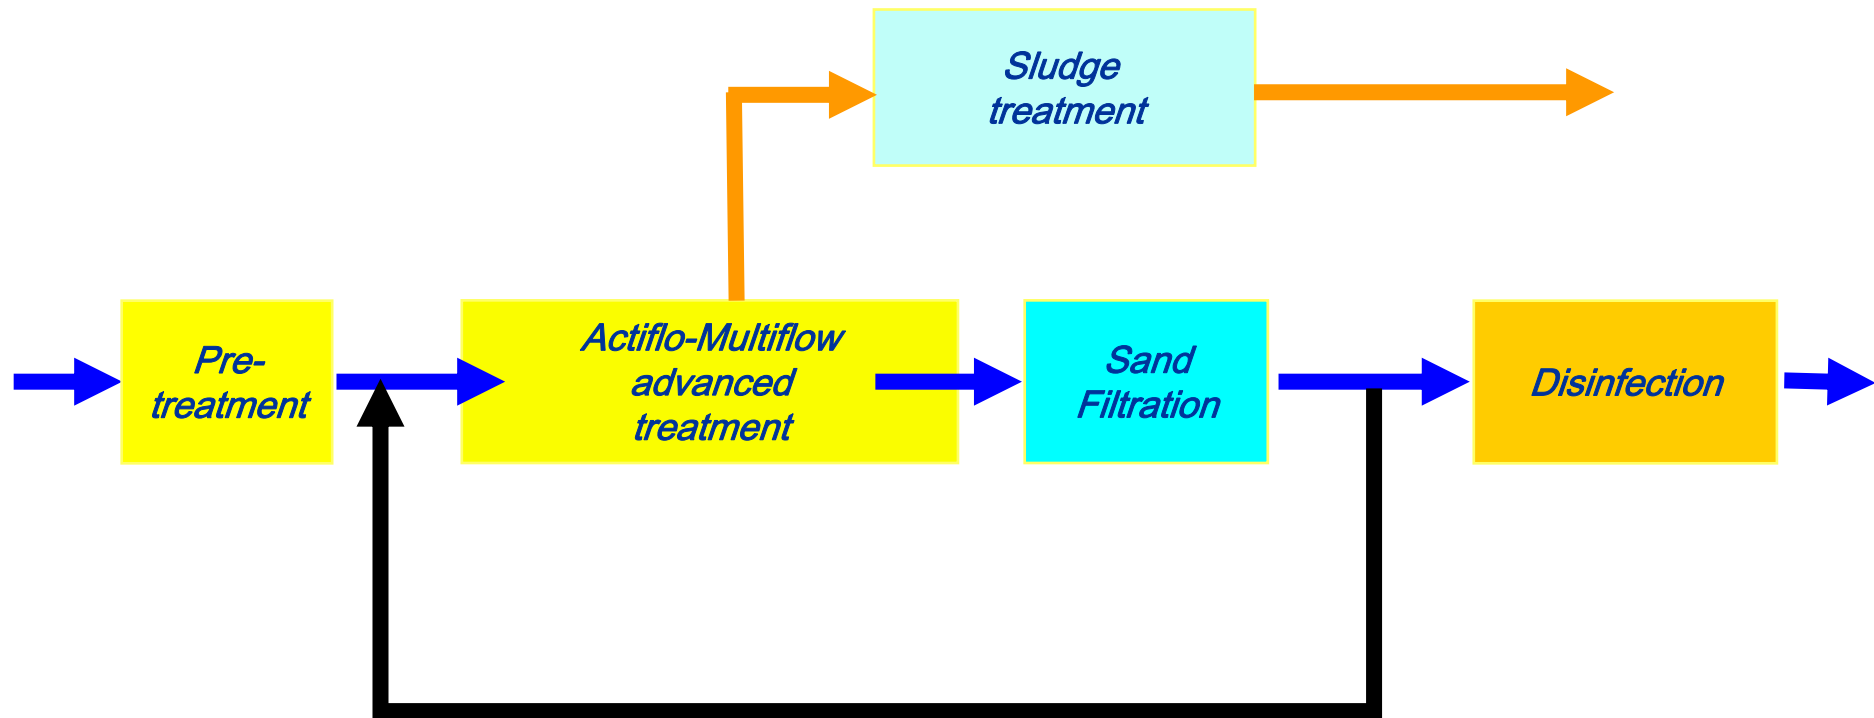 Sludge
treatment
Pre-
treatment
Actiflo-Multiflow
advanced
treatment
Sand
Filtration
Disinfection